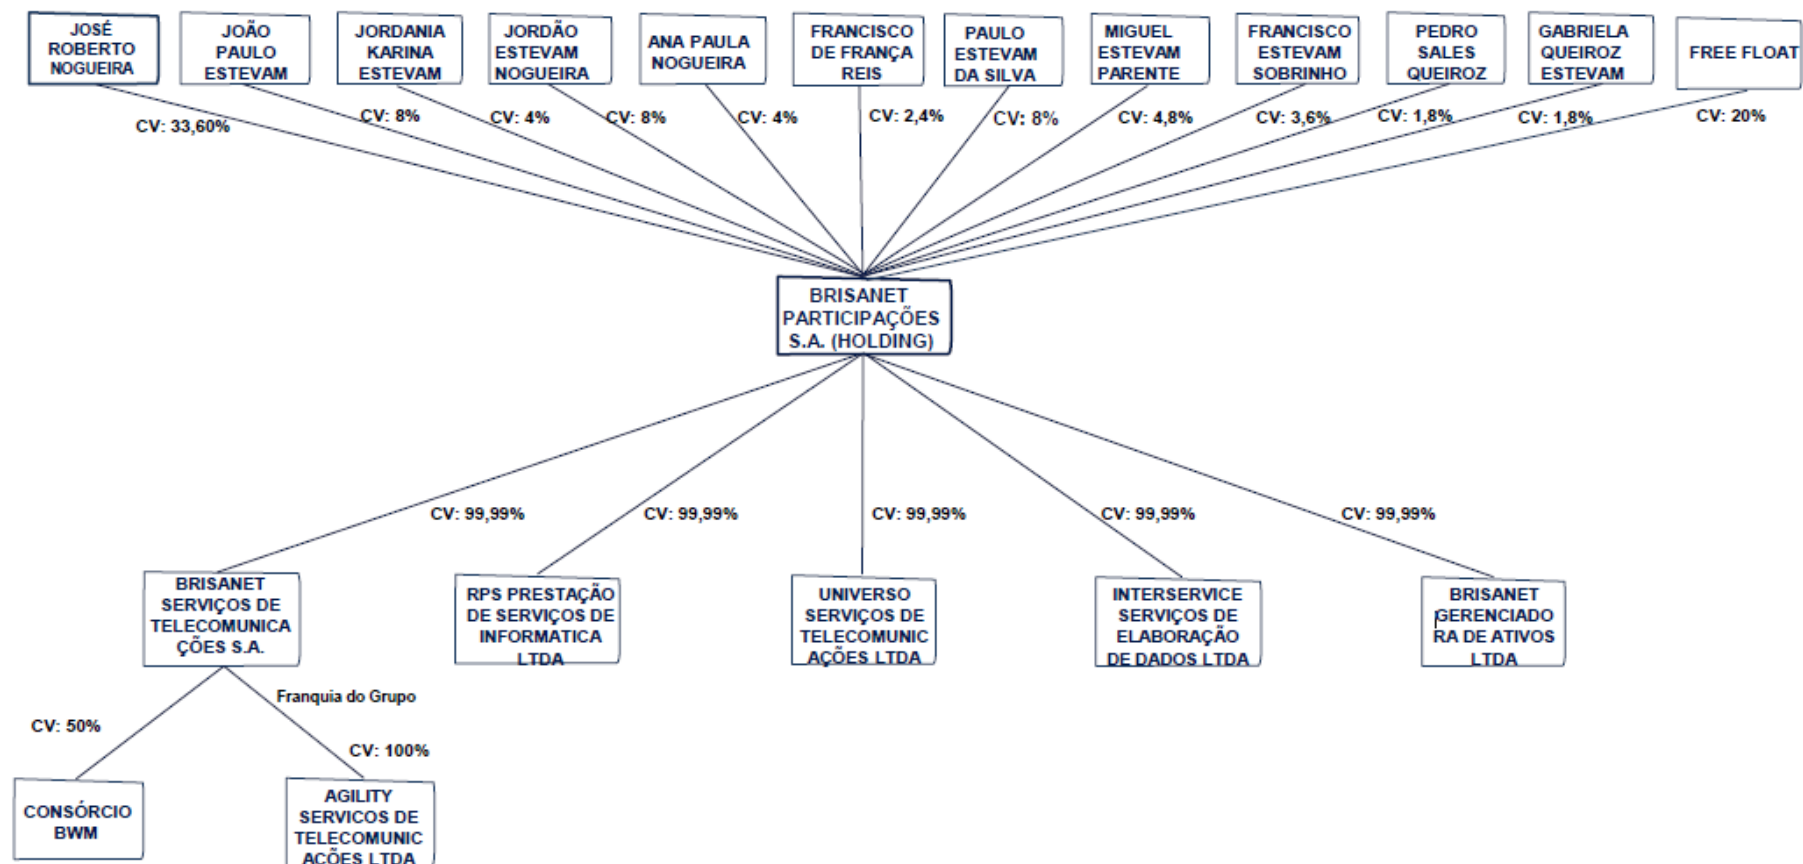 JOSÉ
ROBERTO
NOGUEIRA
JOÃO
PAULO
ESTEVAM
JORDANIA
KARINA
ESTEVAM
JORDÃO
ESTEVAM
NOGUEIRA
ANA PAULA
NOGUEIRA
FRANCISCO
DE FRANÇA
REIS
PAULO
ESTEVAM
DA SILVA
MIGUEL
ESTEVAM
PARENTE
FRANCISCO
ESTEVAM
SOBRINHO
PEDRO
SALES
QUEIROZ
GABRIELA
QUEIROZ
ESTEVAM
FREE FLOAT
CV: 33,60%
CV: 8%
CV: 4%
CV: 8%
CV: 4%
CV: 2,4%
CV: 8%
CV: 4,8%
CV: 3,6%
CV: 1,8%
CV: 1,8%
CV: 20%
BRISANET
PARTICIPAÇÕES
S.A. (HOLDING)
CV: 99,99%
CV: 99,99%
CV: 99,99%
CV: 99,99%
CV: 99,99%
BRISANET
SERVIÇOS DE
TELECOMUNICA
ÇÕES S.A.
RPS PRESTAÇÃO
DE SERVIÇOS DE
INFORMATICA
LTDA
UNIVERSO
SERVIÇOS DE
TELECOMUNIC
AÇÕES LTDA
INTERSERVICE
SERVIÇOS DE
ELABORAÇÃO
DE DADOS LTDA
BRISANET
GERENCIADO
RA DE ATIVOS
LTDA
Franquia do Grupo
CV: 50%
CV: 100%
CONSÓRCIO
BWM
AGILITY
SERVICOS DE
TELECOMUNIC
AÇÕES LTDA